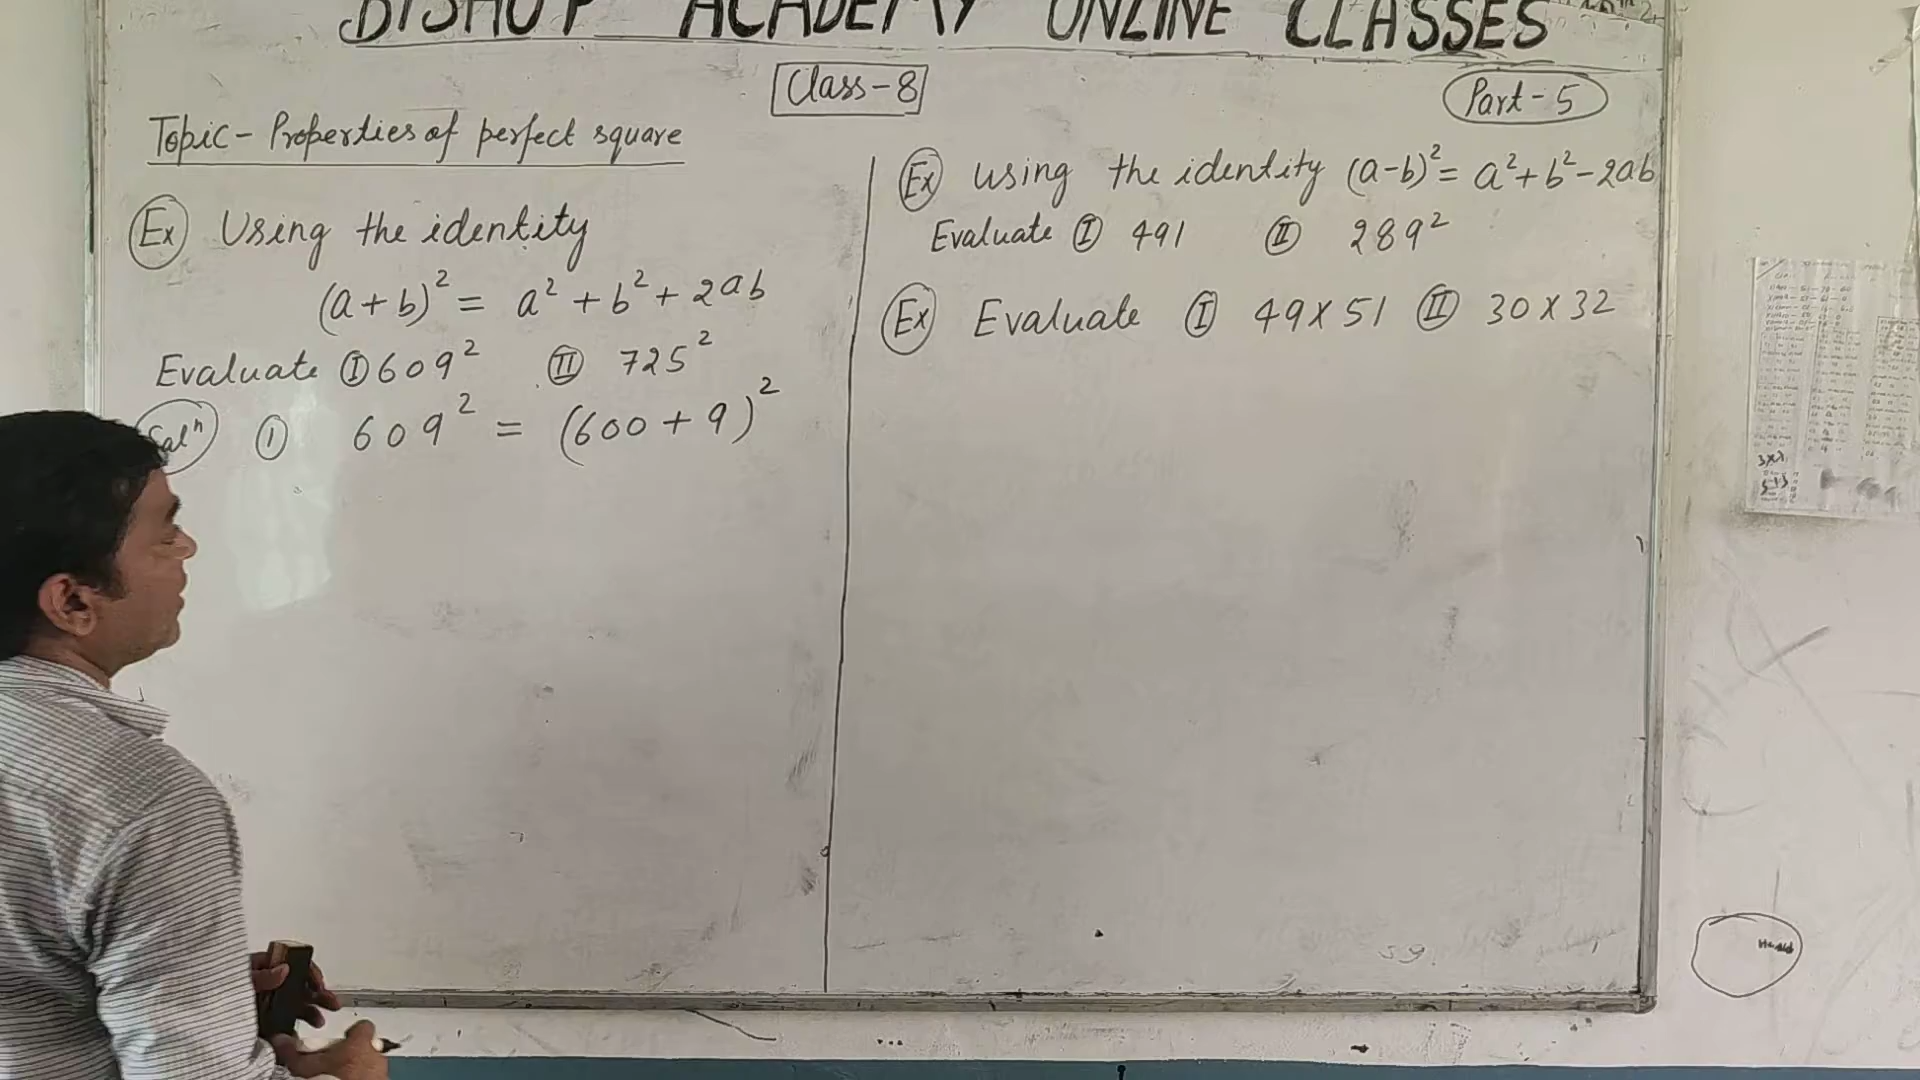 BISHOP ACADEMY ONLINE CLASSES
Class-8
Part-5
Topic - Properties of perfect square
Ex Using the identity
(a+b)² = a² + b² + 2ab
Evaluate Ⓘ 609² Ⓘⓘ 725²
Solⁿ ① 609² = (600+9)²
Ex using the identity (a-b)² = a²+b²-2ab
Evaluate Ⓘ 491 Ⓘⓘ 289²
Ex Evaluate Ⓘ 49×51 Ⓘⓘ 30×32